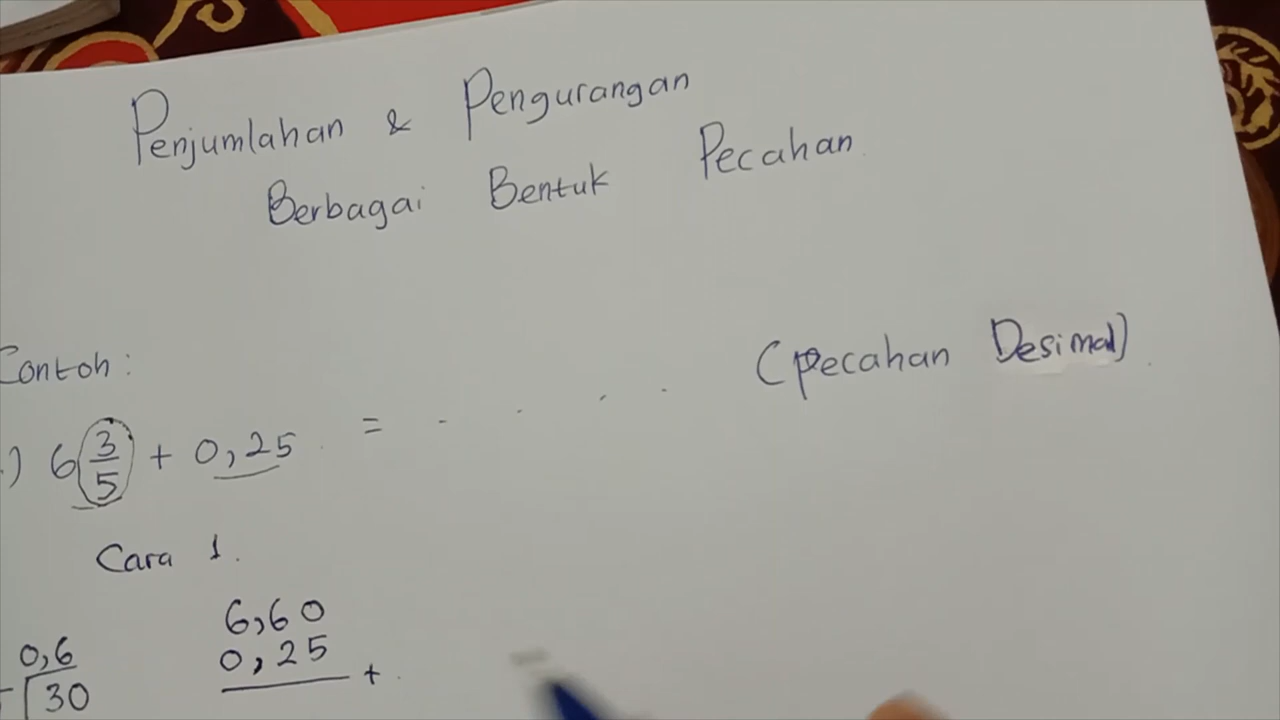 Penjumlahan & Pengurangan
Berbagai Bentuk Pecahan
Contoh:
.) 6 3/5 + 0,25 = . . . . (pecahan Desimal)
Cara 1.
6,60
0,25
+
0,6
30